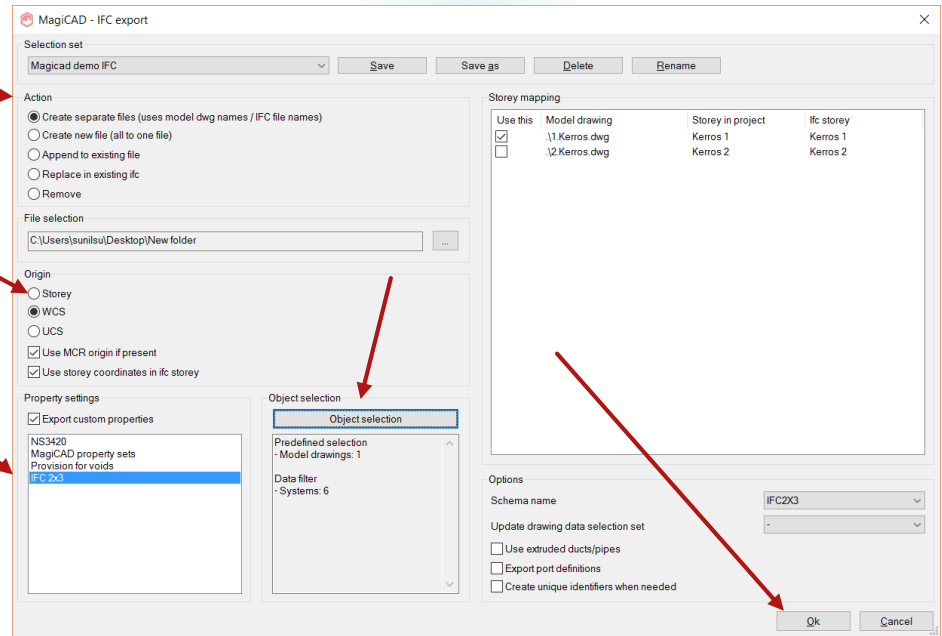 MagiCAD - IFC export
Selection set
Magicad demo IFC
Save
Save as
Delete
Rename
Action
Create separate files (uses model dwg names / IFC file names)
Create new file (all to one file)
Append to existing file
Replace in existing ifc
Remove
File selection
C:\Users\sunilsu\Desktop\New folder
...
Origin
Storey
WCS
UCS
Use MCR origin if present
Use storey coordinates in ifc storey
Property settings
Export custom properties
NS3420
MagiCAD property sets
Provision for voids
IFC 2x3
Object selection
Object selection
Predefined selection
- Model drawings: 1
Data filter
- Systems: 6
Storey mapping
Use this Model drawing Storey in project Ifc storey
.\1.Kerros.dwg Kerros 1 Kerros 1
.\2.Kerros.dwg Kerros 2 Kerros 2
Options
Schema name IFC2X3
Update drawing data selection set -
Use extruded ducts/pipes
Export port definitions
Create unique identifiers when needed
Ok
Cancel